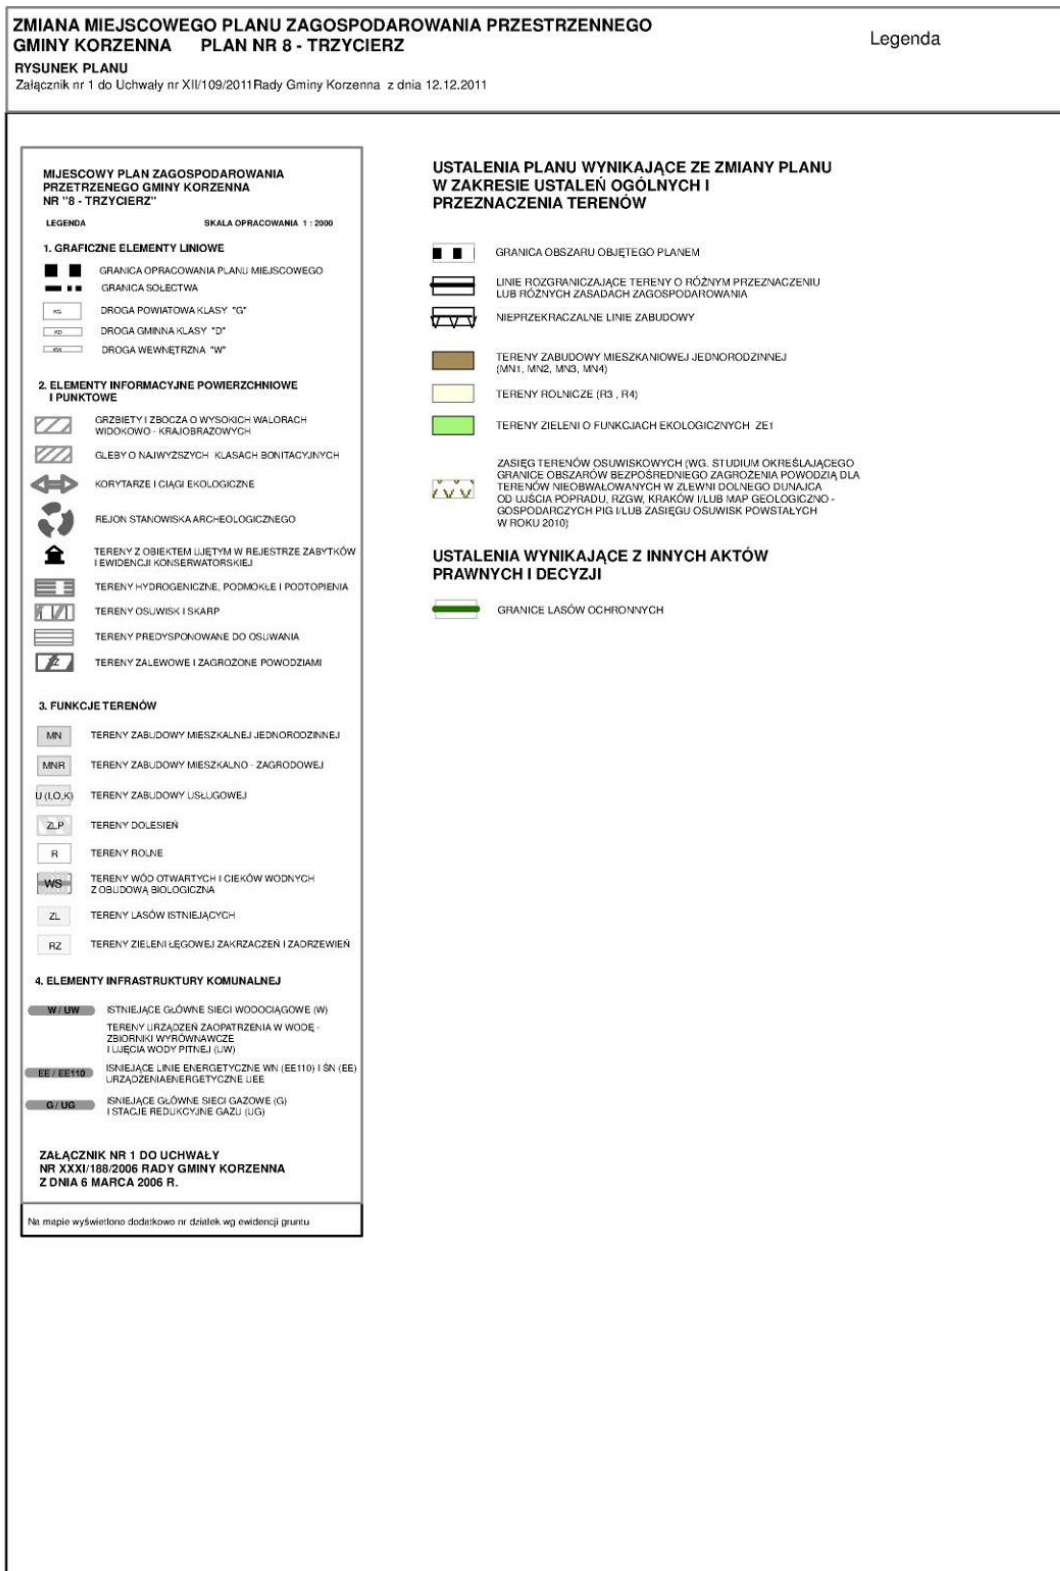 ZMIANA MIEJSCOWEGO PLANU ZAGOSPODAROWANIA PRZESTRZENNEGO
GMINY KORZENNA PLAN NR 8 - TRZYCIERZ
RYSUNEK PLANU
Załącznik nr 1 do Uchwały nr XII/109/2011Rady Gminy Korzenna z dnia 12.12.2011
Legenda
MIJESCOWY PLAN ZAGOSPODAROWANIA
PRZETRZENEGO GMINY KORZENNA
NR "8 - TRZYCIERZ"
LEGENDA SKALA OPRACOWANIA 1 : 2000
1. GRAFICZNE ELEMENTY LINIOWE
GRANICA OPRACOWANIA PLANU MIEJSCOWEGO
GRANICA SOŁECTWA
KG DROGA POWIATOWA KLASY "G"
KD DROGA GMINNA KLASY "D"
KW DROGA WEWNĘTRZNA "W"
2. ELEMENTY INFORMACYJNE POWIERZCHNIOWE
I PUNKTOWE
GRZBIETY I ZBOCZA O WYSOKICH WALORACH
WIDOKOWO - KRAJOBRAZOWYCH
GLEBY O NAJWYŻSZYCH KLASACH BONITACYJNYCH
KORYTARZE I CIĄGI EKOLOGICZNE
REJON STANOWISKA ARCHEOLOGICZNEGO
TERENY Z OBIEKTEM UJĘTYM W REJESTRZE ZABYTKÓW
I EWIDENCJI KONSERWATORSKIEJ
TERENY HYDROGENICZNE, PODMOKŁE I PODTOPIENIA
TERENY OSUWISK I SKARP
TERENY PREDYSPONOWANE DO OSUWANIA
ZZ TERENY ZALEWOWE I ZAGROŻONE POWODZIAMI
3. FUNKCJE TERENÓW
MN TERENY ZABUDOWY MIESZKALNEJ JEDNORODZINNEJ
MNR TERENY ZABUDOWY MIESZKALNO - ZAGRODOWEJ
U (I,O,K) TERENY ZABUDOWY USŁUGOWEJ
ZLP TERENY DOLESIEŃ
R TERENY ROLNE
WS TERENY WÓD OTWARTYCH I CIEKÓW WODNYCH
Z OBUDOWĄ BIOLOGICZNA
ZL TERENY LASÓW ISTNIEJĄCYCH
RZ TERENY ZIELENI ŁĘGOWEJ ZAKRZACZEŃ I ZADRZEWIEŃ
4. ELEMENTY INFRASTRUKTURY KOMUNALNEJ
W / UW ISTNIEJĄCE GŁÓWNE SIECI WODOCIĄGOWE (W)
TERENY URZĄDZEŃ ZAOPATRZENIA W WODĘ -
ZBIORNIKI WYRÓWNAWCZE
I UJĘCIA WODY PITNEJ (UW)
EE / EE110 ISNIEJĄCE LINIE ENERGETYCZNE WN (EE110) I ŚN (EE)
URZĄDZENIAENERGETYCZNE UEE
G / UG ISNIEJĄCE GŁÓWNE SIECI GAZOWE (G)
I STACJE REDUKCYJNE GAZU (UG)
ZAŁĄCZNIK NR 1 DO UCHWAŁY
NR XXXI/188/2006 RADY GMINY KORZENNA
Z DNIA 6 MARCA 2006 R.
Na mapie wyświetlono dodatkowo nr działek wg ewidencji gruntu
USTALENIA PLANU WYNIKAJĄCE ZE ZMIANY PLANU
W ZAKRESIE USTALEŃ OGÓLNYCH I
PRZEZNACZENIA TERENÓW
GRANICA OBSZARU OBJĘTEGO PLANEM
LINIE ROZGRANICZAJĄCE TERENY O RÓŻNYM PRZEZNACZENIU
LUB RÓŻNYCH ZASADACH ZAGOSPODAROWANIA
NIEPRZEKRACZALNE LINIE ZABUDOWY
TERENY ZABUDOWY MIESZKANIOWEJ JEDNORODZINNEJ
(MN1, MN2, MN3, MN4)
TERENY ROLNICZE (R3 , R4)
TERENY ZIELENI O FUNKCJACH EKOLOGICZNYCH ZE1
ZASIĘG TERENÓW OSUWISKOWYCH (WG. STUDIUM OKREŚLAJĄCEGO
GRANICE OBSZARÓW BEZPOŚREDNIEGO ZAGROŻENIA POWODZIĄ DLA
TERENÓW NIEOBWAŁOWANYCH W ZLEWNI DOLNEGO DUNAJCA
OD UJŚCIA POPRADU, RZGW, KRAKÓW I/LUB MAP GEOLOGICZNO -
GOSPODARCZYCH PIG I/LUB ZASIĘGU OSUWISK POWSTAŁYCH
W ROKU 2010)
USTALENIA WYNIKAJĄCE Z INNYCH AKTÓW
PRAWNYCH I DECYZJI
GRANICE LASÓW OCHRONNYCH